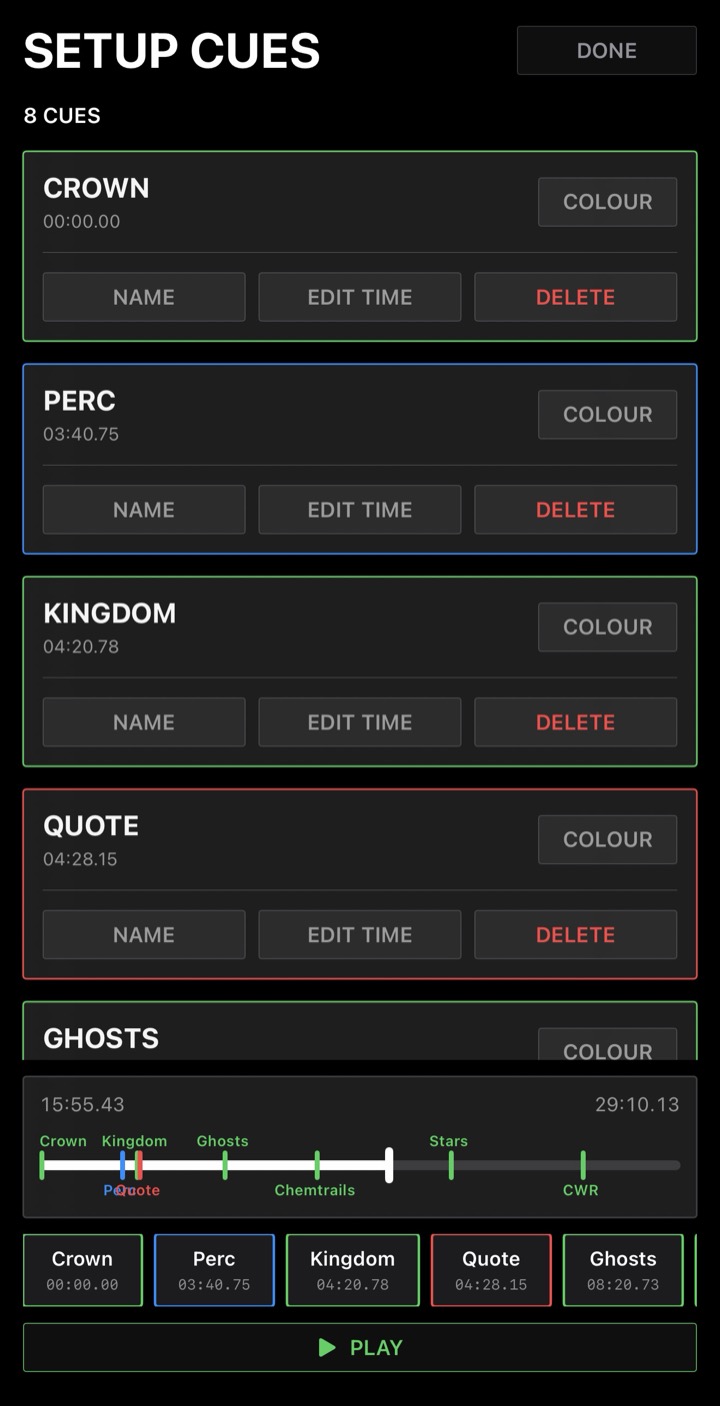 SETUP CUES
DONE
8 CUES
CROWN
00:00.00
COLOUR
NAME
EDIT TIME
DELETE
PERC
03:40.75
COLOUR
NAME
EDIT TIME
DELETE
KINGDOM
04:20.78
COLOUR
NAME
EDIT TIME
DELETE
QUOTE
04:28.15
COLOUR
NAME
EDIT TIME
DELETE
GHOSTS
COLOUR
15:55.43
29:10.13
Crown
Kingdom
Ghosts
Stars
Perc
Quote
Chemtrails
CWR
Crown
00:00.00
Perc
03:40.75
Kingdom
04:20.78
Quote
04:28.15
Ghosts
08:20.73
PLAY